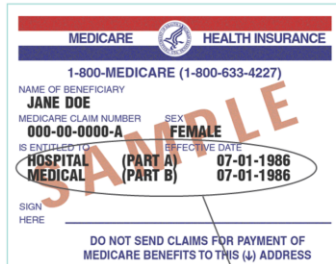 MEDICARE HEALTH INSURANCE
1-800-MEDICARE (1-800-633-4227)
NAME OF BENEFICIARY
JANE DOE
MEDICARE CLAIM NUMBER SEX
000-00-0000-A FEMALE
IS ENTITLED TO EFFECTIVE DATE
HOSPITAL (PART A) 07-01-1986
MEDICAL (PART B) 07-01-1986
SAMPLE
SIGN
HERE
DO NOT SEND CLAIMS FOR PAYMENT OF
MEDICARE BENEFITS TO THIS (↓) ADDRESS